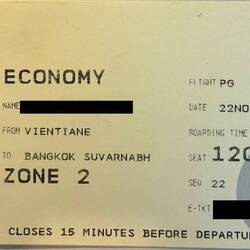 ECONOMY
FLIGHT PG
NAME
DATE 22NO
FROM VIENTIANE
BOARDING TIME
TO BANGKOK SUVARNABH
SEAT 120
ZONE 2
SEQ 22
E-TKT
CLOSES 15 MINUTES BEFORE DEPARTU